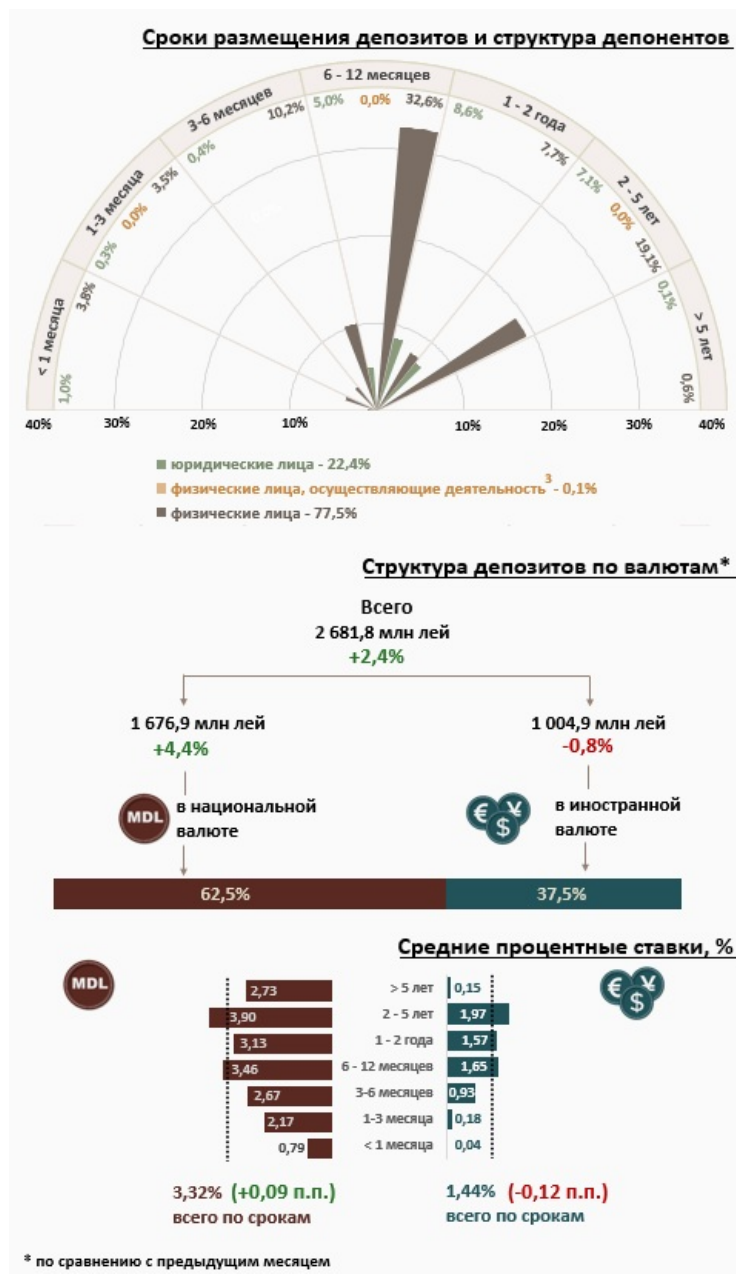 Сроки размещения депозитов и структура депонентов
6 - 12 месяцев
3-6 месяцев
1 - 2 года
1-3 месяца
2 - 5 лет
< 1 месяца
> 5 лет
1,0%
3,8%
0,3%
0,0%
3,5%
0,4%
10,2%
5,0%
0,0%
32,6%
8,6%
7,7%
7,1%
0,0%
19,1%
0,1%
0,6%
40% 30% 20% 10% 10% 20% 30% 40%
юридические лица - 22,4%
физические лица, осуществляющие деятельность3 - 0,1%
физические лица - 77,5%
Структура депозитов по валютам*
Всего
2 681,8 млн лей
+2,4%
1 676,9 млн лей
+4,4%
1 004,9 млн лей
-0,8%
MDL
в национальной
валюте
€ ¥ $
в иностранной
валюте
62,5% 37,5%
Средние процентные ставки, %
MDL
€ ¥ $
2,73 > 5 лет 0,15
3,90 2 - 5 лет 1,97
3,13 1 - 2 года 1,57
3,46 6 - 12 месяцев 1,65
2,67 3-6 месяцев 0,93
2,17 1-3 месяца 0,18
0,79 < 1 месяца 0,04
3,32% (+0,09 п.п.)
всего по срокам
1,44% (-0,12 п.п.)
всего по срокам
* по сравнению с предыдущим месяцем